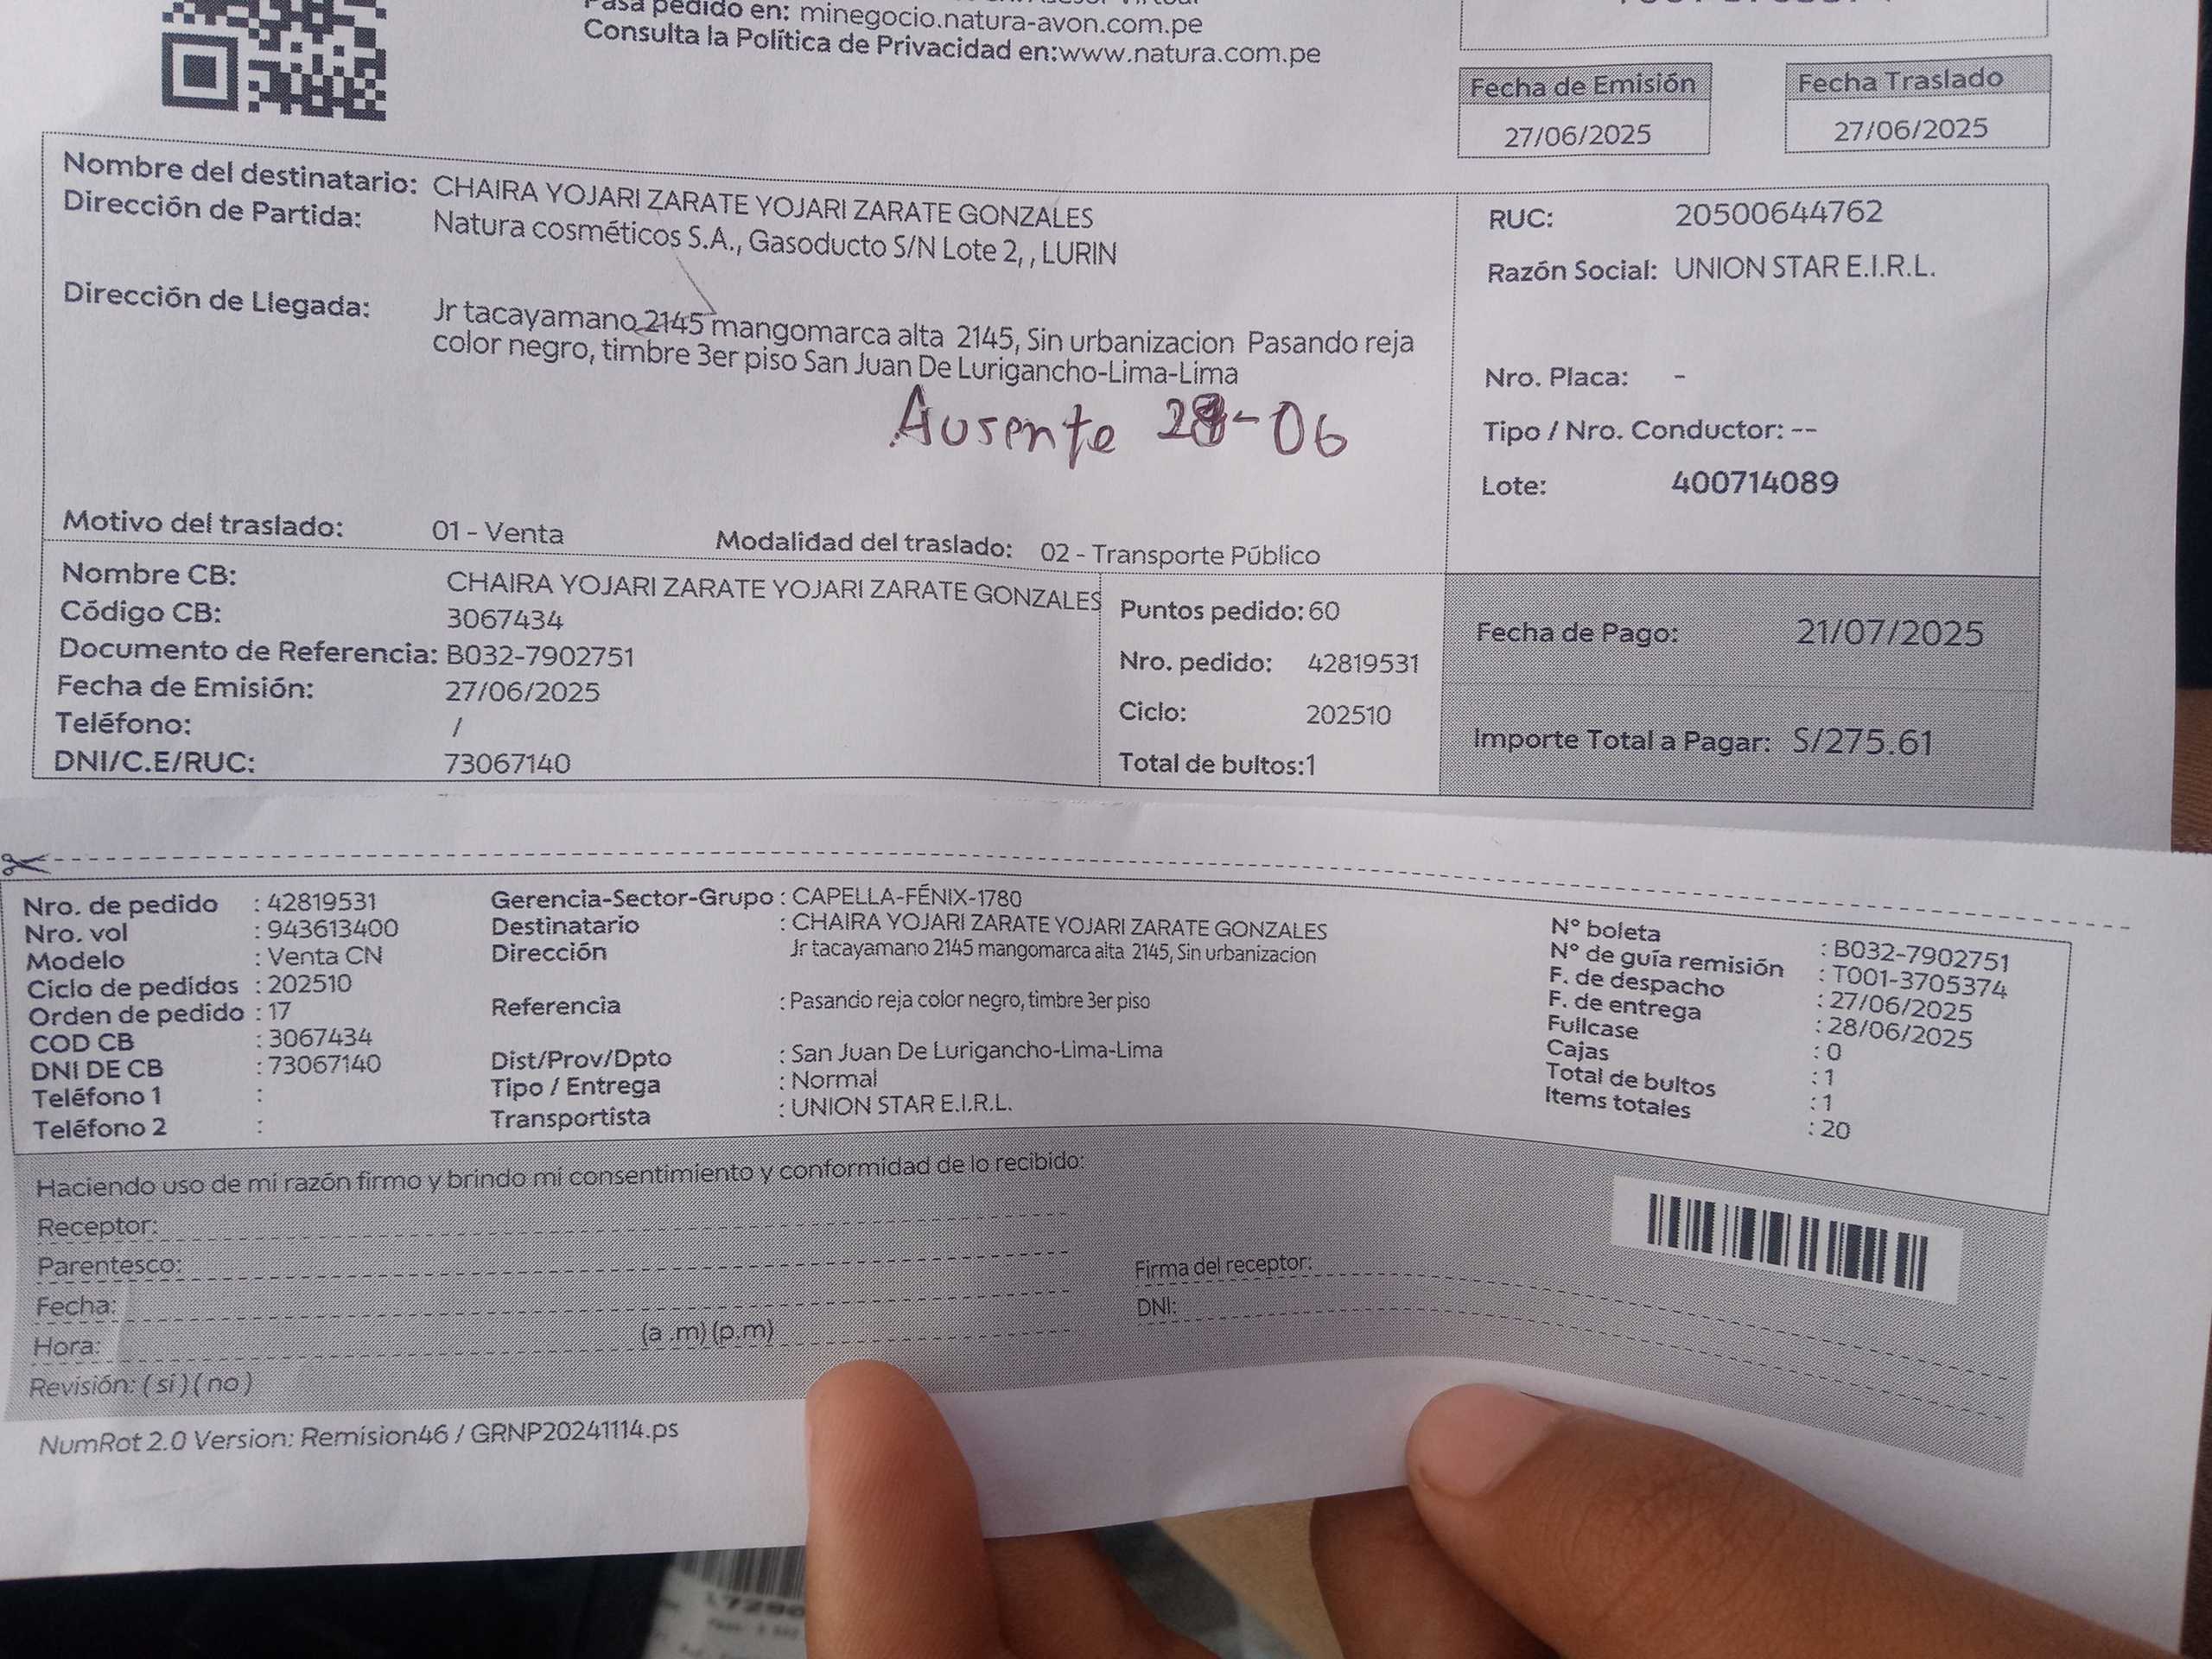 Pasa pedido en: minegocio.natura-avon.com.pe
Consulta la Política de Privacidad en:www.natura.com.pe
Fecha de Emisión
27/06/2025
Fecha Traslado
27/06/2025
Nombre del destinatario: CHAIRA YOJARI ZARATE YOJARI ZARATE GONZALES
Dirección de Partida: Natura cosméticos S.A., Gasoducto S/N Lote 2, , LURIN
Dirección de Llegada: Jr tacayamano 2145 mangomarca alta 2145, Sin urbanizacion Pasando reja
color negro, timbre 3er piso San Juan De Lurigancho-Lima-Lima
Ausente 28-06
Motivo del traslado: 01 - Venta Modalidad del traslado: 02 - Transporte Público
RUC: 20500644762
Razón Social: UNION STAR E.I.R.L.
Nro. Placa: -
Tipo / Nro. Conductor: --
Lote: 400714089
Nombre CB: CHAIRA YOJARI ZARATE YOJARI ZARATE GONZALES
Código CB: 3067434
Documento de Referencia: B032-7902751
Fecha de Emisión: 27/06/2025
Teléfono: /
DNI/C.E/RUC: 73067140
Puntos pedido: 60
Nro. pedido: 42819531
Ciclo: 202510
Total de bultos:1
Fecha de Pago: 21/07/2025
Importe Total a Pagar: S/275.61
Nro. de pedido : 42819531
Nro. vol : 943613400
Modelo : Venta CN
Ciclo de pedidos : 202510
Orden de pedido : 17
COD CB : 3067434
DNI DE CB : 73067140
Teléfono 1 :
Teléfono 2 :
Gerencia-Sector-Grupo : CAPELLA-FÉNIX-1780
Destinatario : CHAIRA YOJARI ZARATE YOJARI ZARATE GONZALES
Dirección Jr tacayamano 2145 mangomarca alta 2145, Sin urbanizacion
Referencia : Pasando reja color negro, timbre 3er piso
Dist/Prov/Dpto : San Juan De Lurigancho-Lima-Lima
Tipo / Entrega : Normal
Transportista : UNION STAR E.I.R.L.
N° boleta : B032-7902751
N° de guía remisión : T001-3705374
F. de despacho : 27/06/2025
F. de entrega : 28/06/2025
Fullcase : 0
Cajas : 1
Total de bultos : 1
Items totales : 20
Haciendo uso de mi razón firmo y brindo mi consentimiento y conformidad de lo recibido:
Receptor:
Parentesco:
Fecha:
Hora: (a .m) (p.m)
Revisión: ( si ) ( no )
Firma del receptor:
DNI:
NumRot 2.0 Version: Remision46 / GRNP20241114.ps